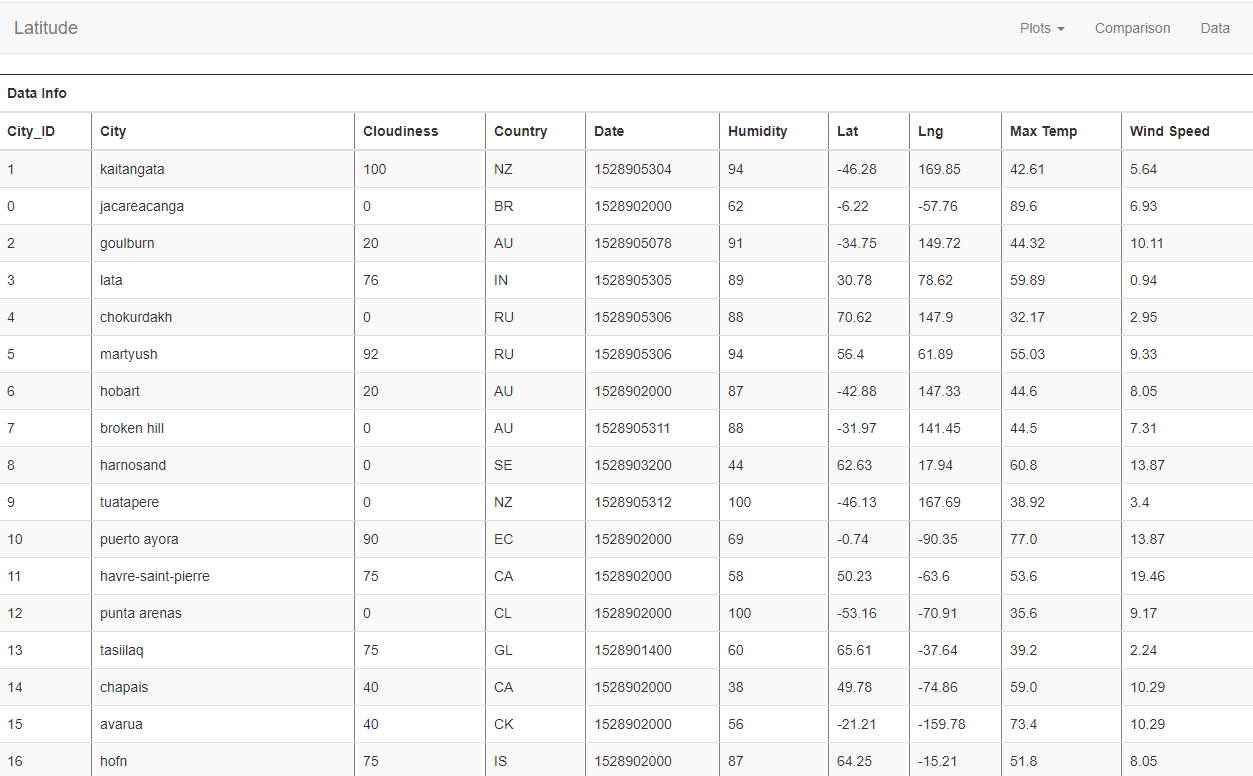 Latitude Plots Comparison Data
Data Info
City_ID City Cloudiness Country Date Humidity Lat Lng Max Temp Wind Speed
1 kaitangata 100 NZ 1528905304 94 -46.28 169.85 42.61 5.64
0 jacareacanga 0 BR 1528902000 62 -6.22 -57.76 89.6 6.93
2 goulburn 20 AU 1528905078 91 -34.75 149.72 44.32 10.11
3 lata 76 IN 1528905305 89 30.78 78.62 59.89 0.94
4 chokurdakh 0 RU 1528905306 88 70.62 147.9 32.17 2.95
5 martyush 92 RU 1528905306 94 56.4 61.89 55.03 9.33
6 hobart 20 AU 1528902000 87 -42.88 147.33 44.6 8.05
7 broken hill 0 AU 1528905311 88 -31.97 141.45 44.5 7.31
8 harnosand 0 SE 1528903200 44 62.63 17.94 60.8 13.87
9 tuatapere 0 NZ 1528905312 100 -46.13 167.69 38.92 3.4
10 puerto ayora 90 EC 1528902000 69 -0.74 -90.35 77.0 13.87
11 havre-saint-pierre 75 CA 1528902000 58 50.23 -63.6 53.6 19.46
12 punta arenas 0 CL 1528902000 100 -53.16 -70.91 35.6 9.17
13 tasiilaq 75 GL 1528901400 60 65.61 -37.64 39.2 2.24
14 chapais 40 CA 1528902000 38 49.78 -74.86 59.0 10.29
15 avarua 40 CK 1528902000 56 -21.21 -159.78 73.4 10.29
16 hofn 75 IS 1528902000 87 64.25 -15.21 51.8 8.05